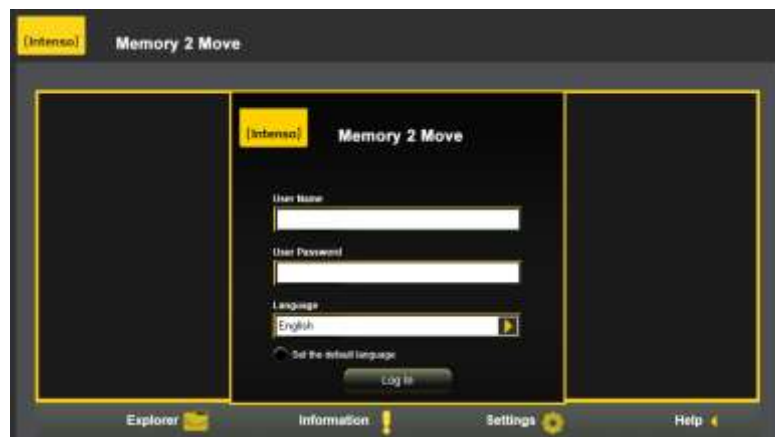 (Intenso) Memory 2 Move
(Intenso) Memory 2 Move
User Name
User Password
Language
English
Set the default language
Log In
Explorer Information Settings Help